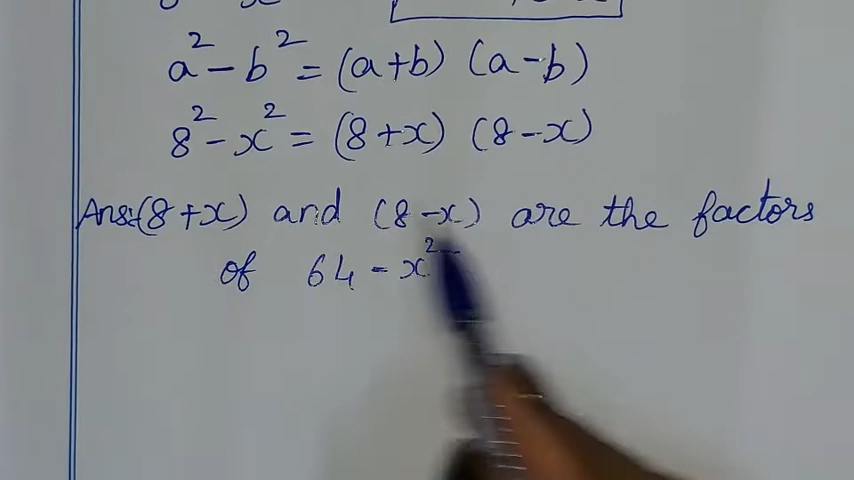 a² - b² = (a+b) (a-b)
8² - x² = (8+x) (8-x)
Ans:(8+x) and (8-x) are the factors
of 64 - x²